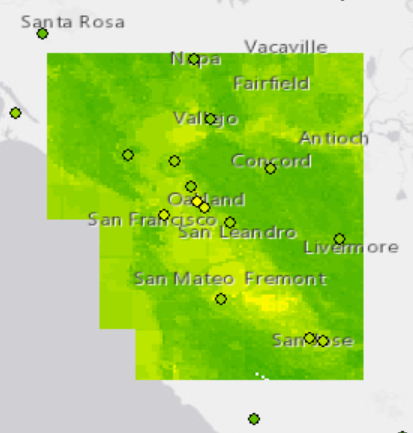 Santa Rosa
Vacaville
Napa
Fairfield
Vallejo
Antioch
Concord
Oakland
San Francisco
San Leandro
Livermore
San Mateo
Fremont
San Jose